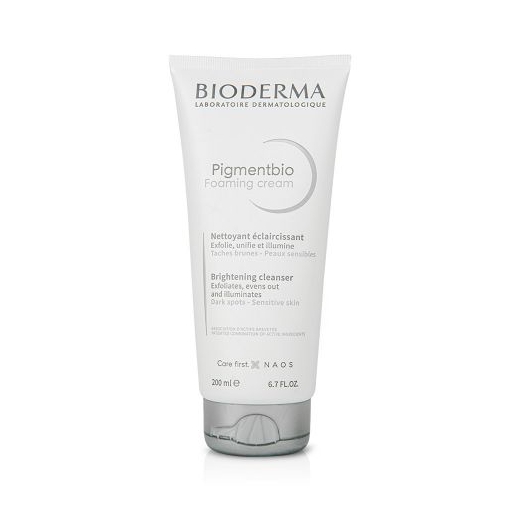 BIODERMA
LABORATOIRE DERMATOLOGIQUE
Pigmentbio
Foaming cream
Nettoyant éclaircissant
Exfolie, unifie et illumine
Taches brunes - Peaux sensibles
Brightening cleanser
Exfoliates, evens out
and illuminates
Dark spots - Sensitive skin
Care first. NAOS
200 ml ℮ 6.7 FL.OZ.